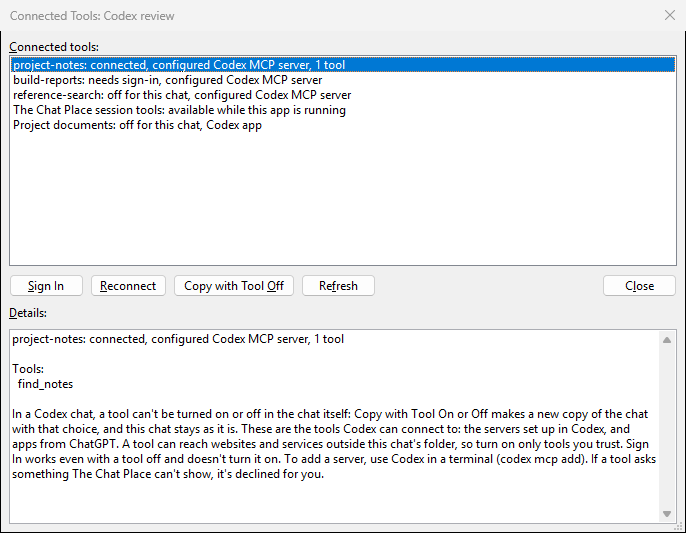 Connected Tools: Codex review
Connected tools:
project-notes: connected, configured Codex MCP server, 1 tool
build-reports: needs sign-in, configured Codex MCP server
reference-search: off for this chat, configured Codex MCP server
The Chat Place session tools: available while this app is running
Project documents: off for this chat, Codex app
Sign In
Reconnect
Copy with Tool Off
Refresh
Close
Details:
project-notes: connected, configured Codex MCP server, 1 tool
Tools:
find_notes
In a Codex chat, a tool can't be turned on or off in the chat itself: Copy with Tool On or Off makes a new copy of the chat
with that choice, and this chat stays as it is. These are the tools Codex can connect to: the servers set up in Codex, and
apps from ChatGPT. A tool can reach websites and services outside this chat's folder, so turn on only tools you trust. Sign
In works even with a tool off and doesn't turn it on. To add a server, use Codex in a terminal (codex mcp add). If a tool asks
something The Chat Place can't show, it's declined for you.